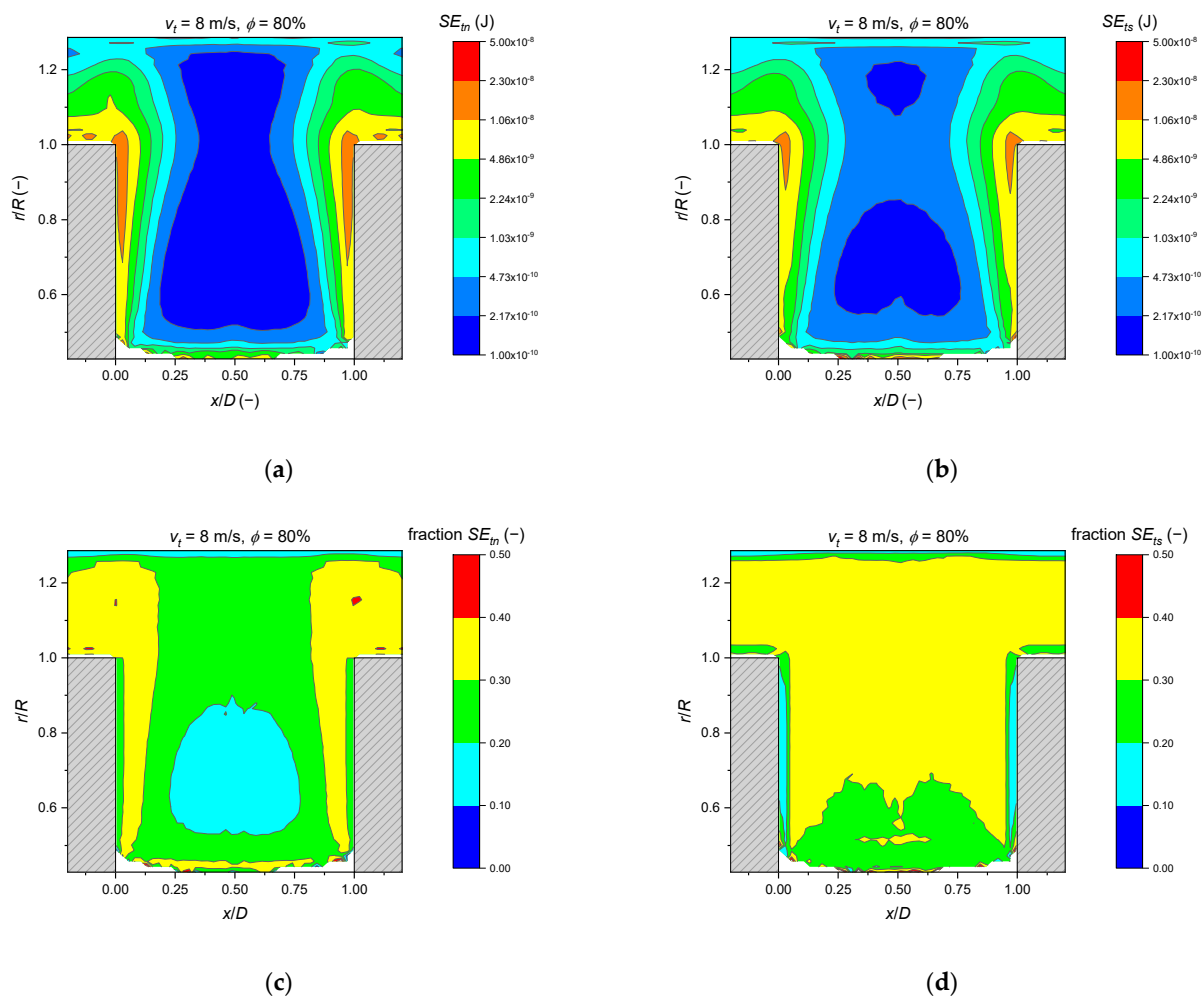 v_t = 8 m/s, ϕ = 80%
SE_tn (J)
5.00x10⁻⁸
2.30x10⁻⁸
1.06x10⁻⁸
4.86x10⁻⁹
2.24x10⁻⁹
1.03x10⁻⁹
4.73x10⁻¹⁰
2.17x10⁻¹⁰
1.00x10⁻¹⁰
1.2
1.0
0.8
0.6
r/R (−)
0.00 0.25 0.50 0.75 1.00
x/D (−)
(a)
v_t = 8 m/s, ϕ = 80%
SE_ts (J)
5.00x10⁻⁸
2.30x10⁻⁸
1.06x10⁻⁸
4.86x10⁻⁹
2.24x10⁻⁹
1.03x10⁻⁹
4.73x10⁻¹⁰
2.17x10⁻¹⁰
1.00x10⁻¹⁰
1.2
1.0
0.8
0.6
r/R (−)
0.00 0.25 0.50 0.75 1.00
x/D (−)
(b)
v_t = 8 m/s, ϕ = 80%
fraction SE_tn (−)
0.50
0.40
0.30
0.20
0.10
0.00
1.2
1.0
0.8
0.6
r/R
0.00 0.25 0.50 0.75 1.00
x/D
(c)
v_t = 8 m/s, ϕ = 80%
fraction SE_ts (−)
0.50
0.40
0.30
0.20
0.10
0.00
1.2
1.0
0.8
0.6
r/R
0.00 0.25 0.50 0.75 1.00
x/D
(d)